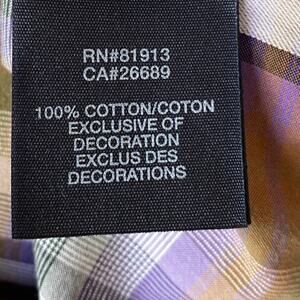 RN#81913
CA#26689
100% COTTON/COTON
EXCLUSIVE OF
DECORATION
EXCLUS DES
DECORATIONS